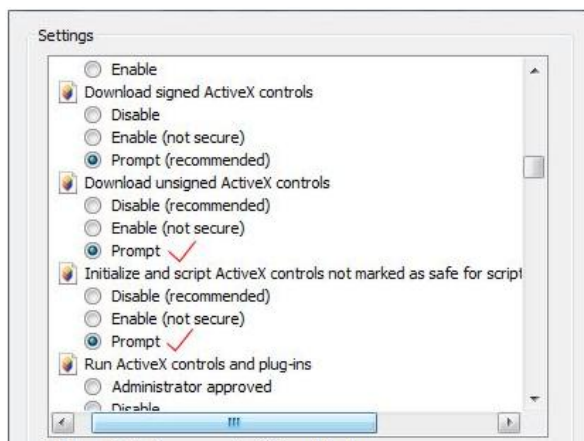 Settings
Enable
Download signed ActiveX controls
Disable
Enable (not secure)
Prompt (recommended)
Download unsigned ActiveX controls
Disable (recommended)
Enable (not secure)
Prompt
Initialize and script ActiveX controls not marked as safe for script
Disable (recommended)
Enable (not secure)
Prompt
Run ActiveX controls and plug-ins
Administrator approved
Disable